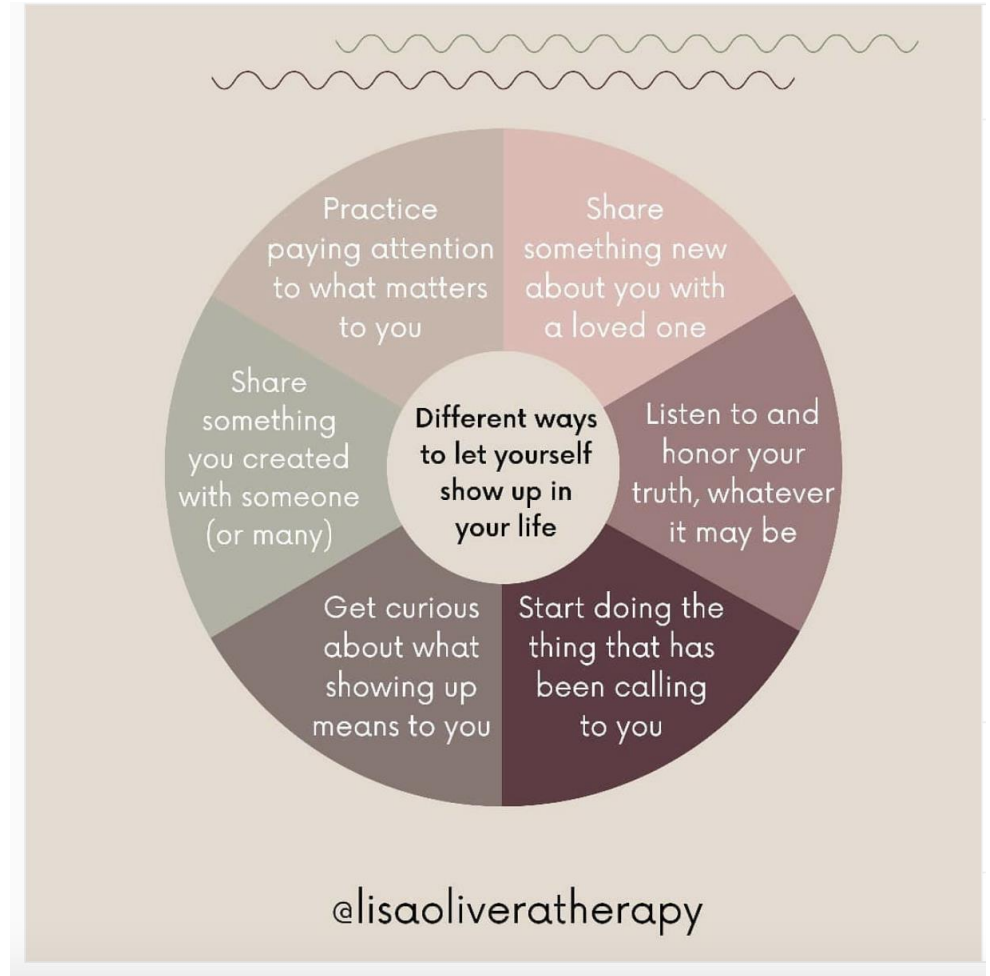 Different ways
to let yourself
show up in
your life
Share
something new
about you with
a loved one
Listen to and
honor your
truth, whatever
it may be
Start doing the
thing that has
been calling
to you
Get curious
about what
showing up
means to you
Share
something
you created
with someone
(or many)
Practice
paying attention
to what matters
to you
@lisaoliveratherapy